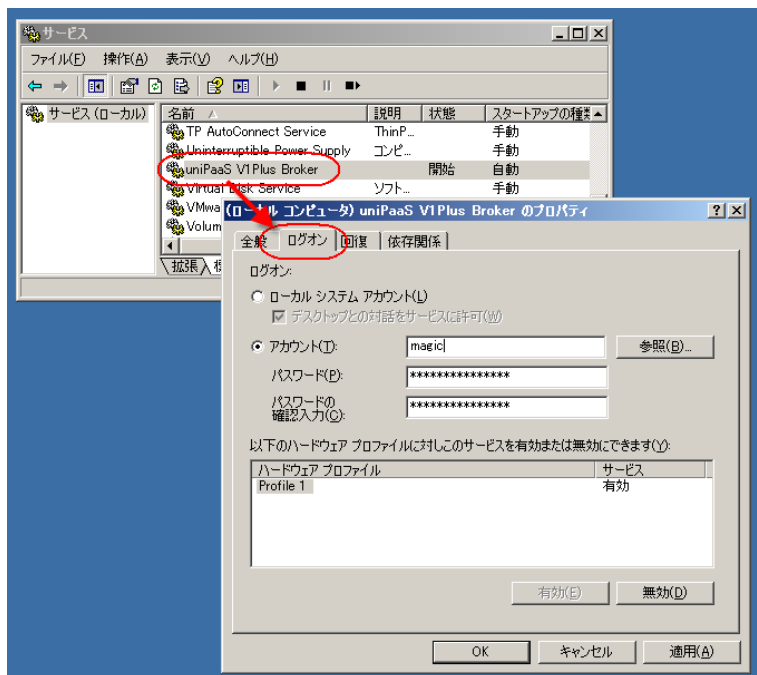 サービス
ファイル(F) 操作(A) 表示(V) ヘルプ(H)
サービス (ローカル)
名前 説明 状態 スタートアップの種類
TP AutoConnect Service ThinP... 手動
Uninterruptible Power Supply コンピ... 手動
uniPaaS V1Plus Broker 開始 自動
Virtual Disk Service ソフト... 手動
VMwa
Volum
拡張
(ローカル コンピュータ) uniPaaS V1Plus Broker のプロパティ
全般 ログオン 回復 依存関係
ログオン:
ローカル システム アカウント(L)
デスクトップとの対話をサービスに許可(W)
アカウント(T): magic 参照(B)...
パスワード(P): ***************
パスワードの
確認入力(C): ***************
以下のハードウェア プロファイルに対しこのサービスを有効または無効にできます(Y):
ハードウェア プロファイル サービス
Profile 1 有効
有効(E) 無効(D)
OK キャンセル 適用(A)